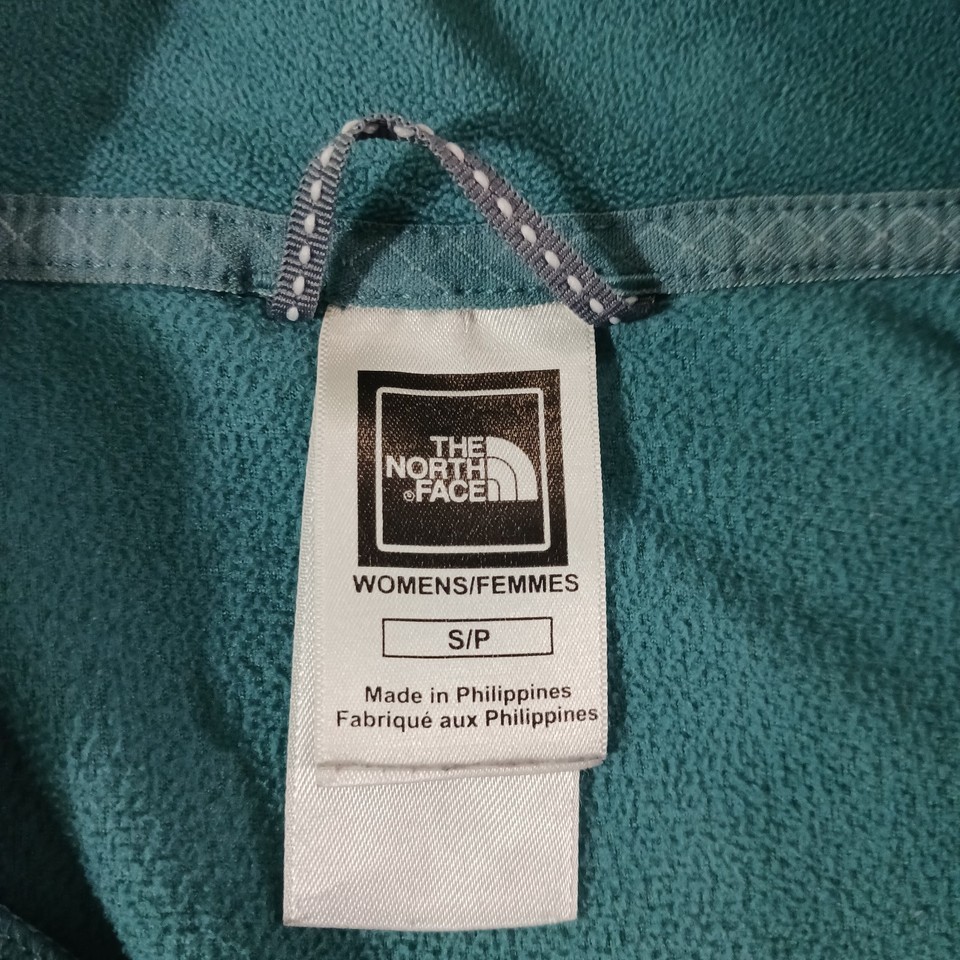 THE
NORTH
®FACE
WOMENS/FEMMES
S/P
Made in Philippines
Fabriqué aux Philippines